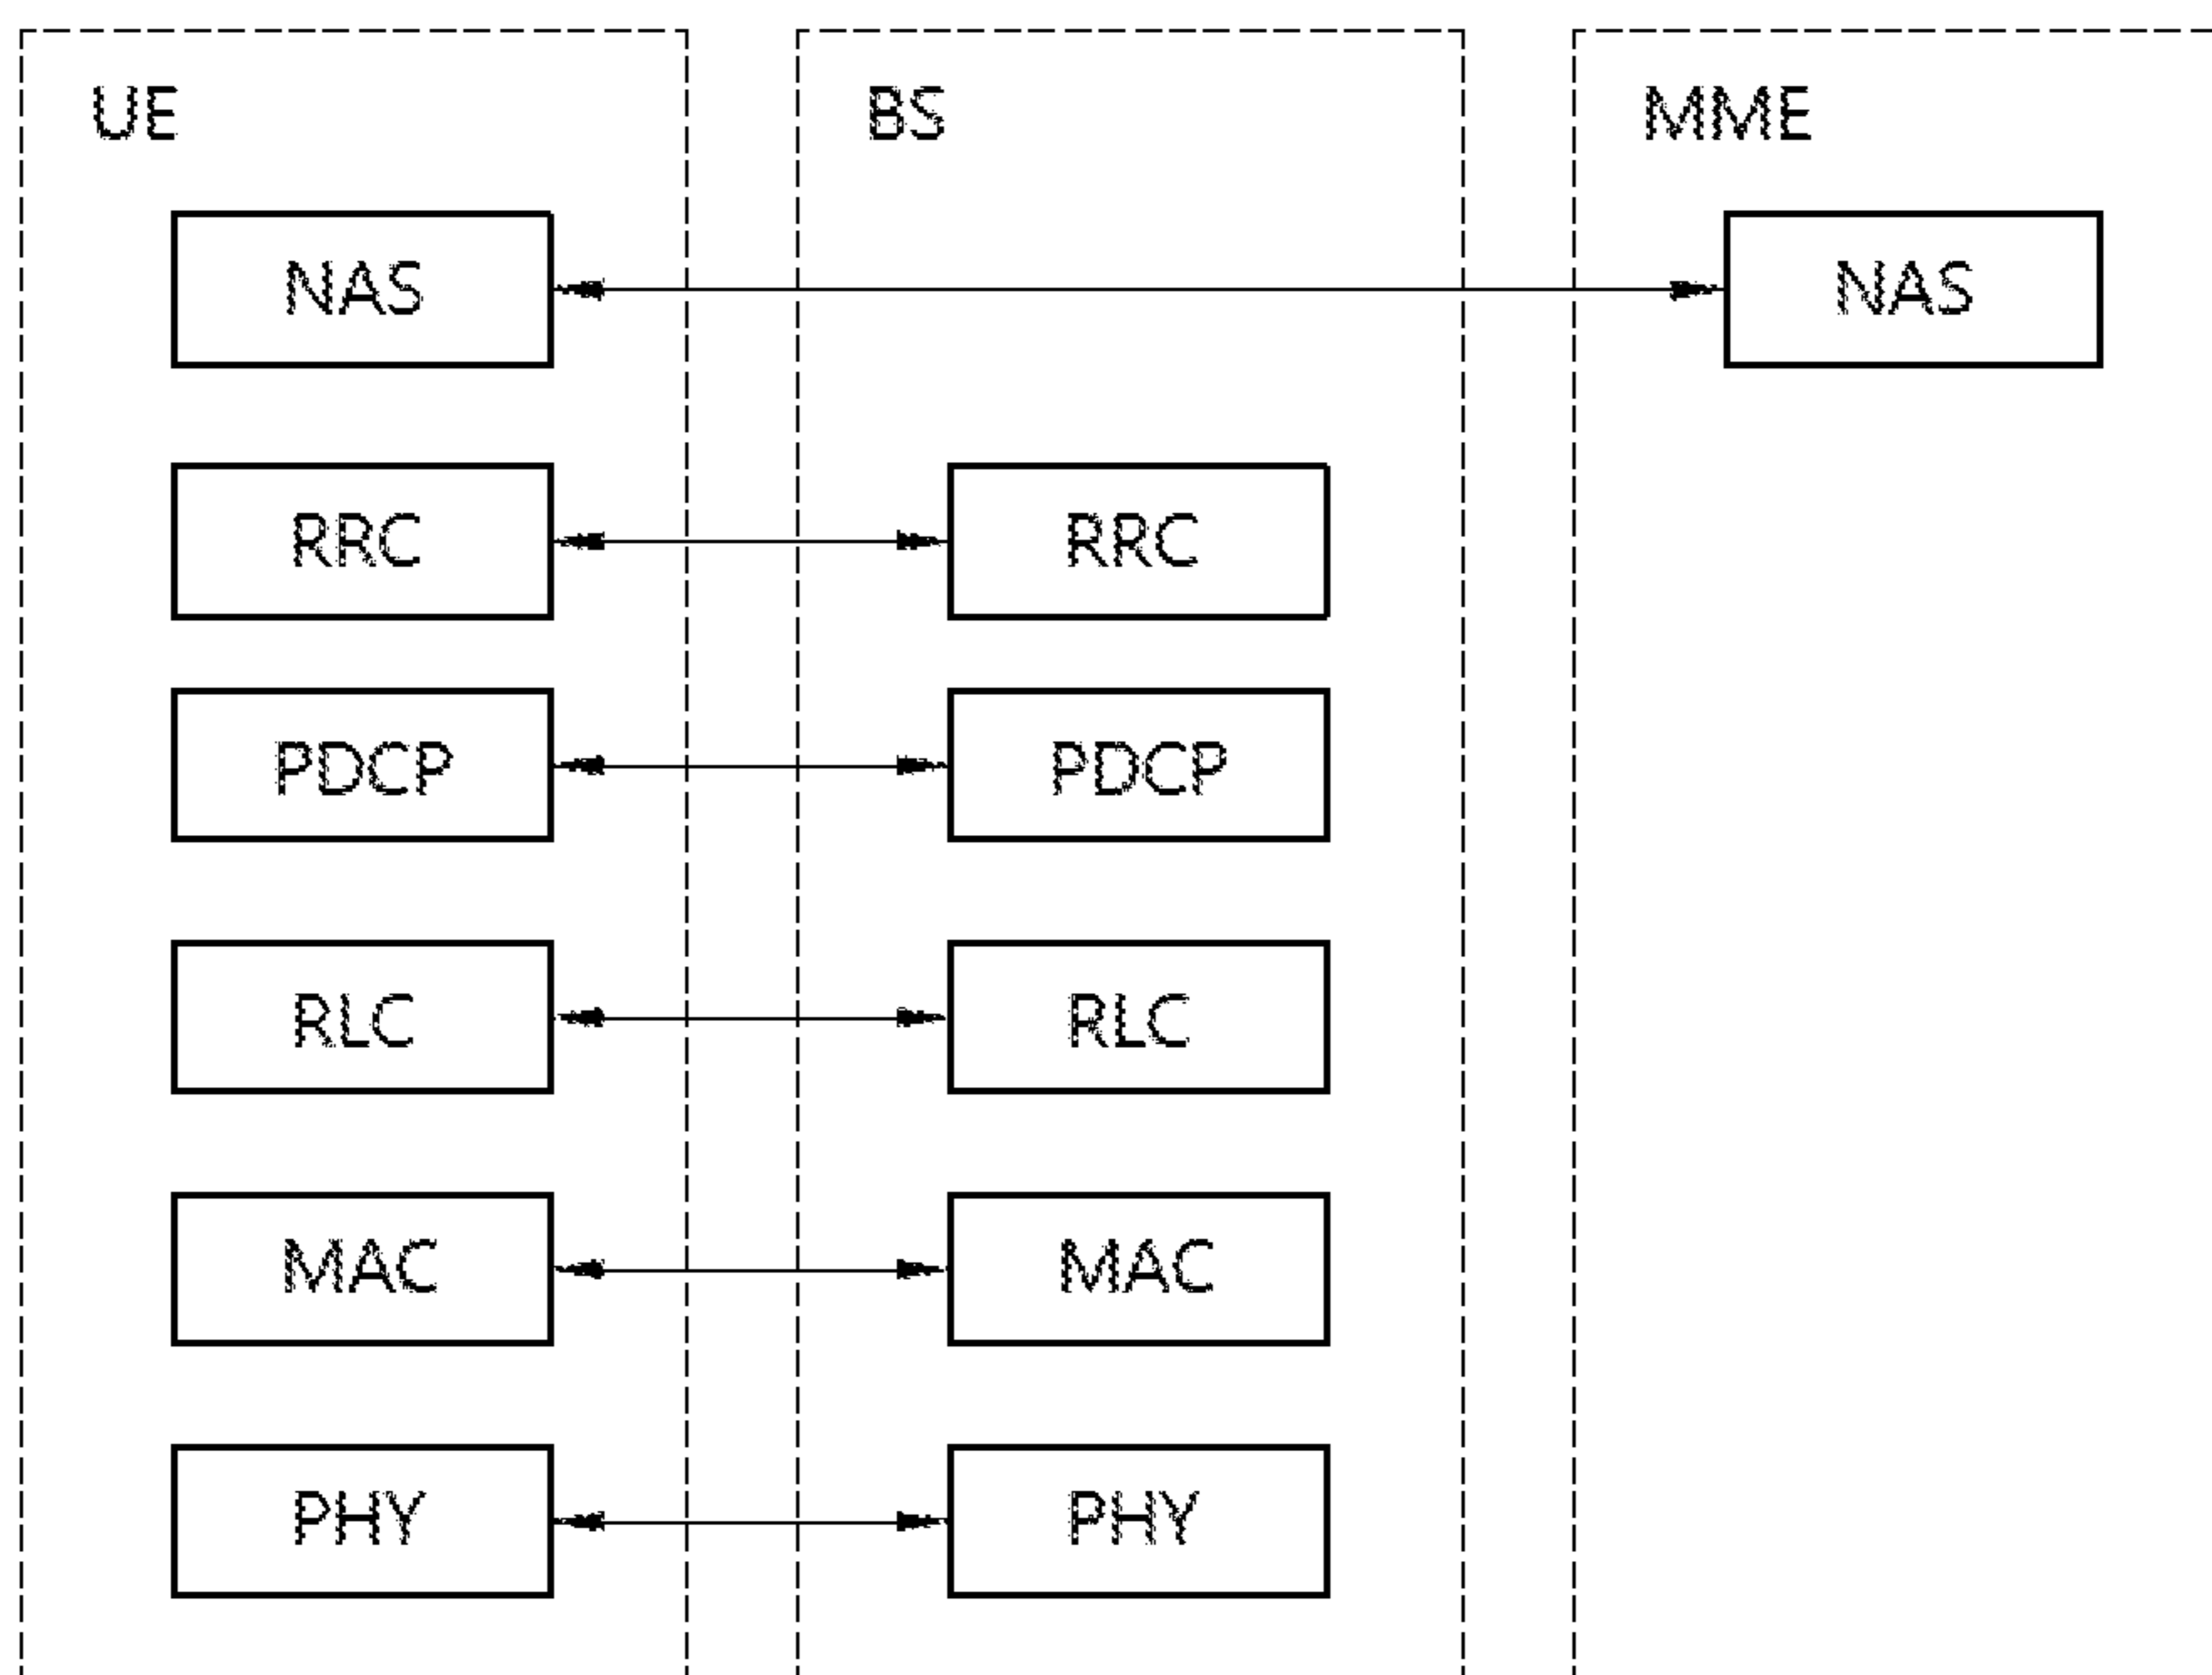 UE BS MME
NAS NAS
RRC RRC
PDCP PDCP
RLC RLC
MAC MAC
PHY PHY